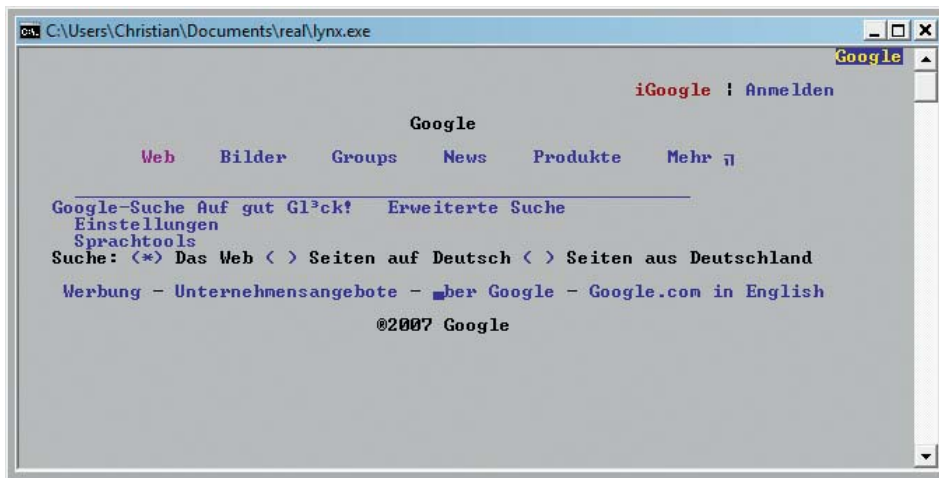 C:\Users\Christian\Documents\real\lynx.exe
Google
iGoogle ¦ Anmelden
Google
Web Bilder Groups News Produkte Mehr ╗
Google-Suche Auf gut Gl³ck! Erweiterte Suche
Einstellungen
Sprachtools
Suche: (*) Das Web ( ) Seiten auf Deutsch ( ) Seiten aus Deutschland
Werbung - Unternehmensangebote - ▄ber Google - Google.com in English
©2007 Google